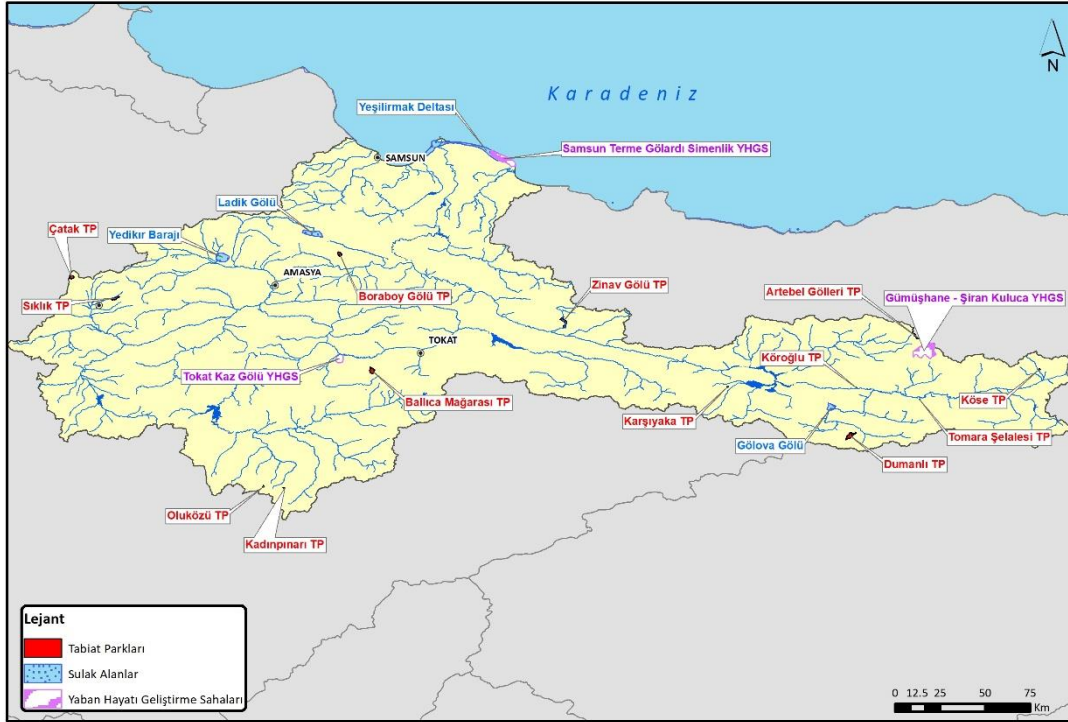 N
Karadeniz
Yeşilirmak Deltası
Samsun Terme Gölardı Simenlik YHGS
SAMSUN
Ladik Gölü
Çatak TP
Yedikır Barajı
AMASYA
Boraboy Gölü TP
Zinav Gölü TP
Artebel Gölleri TP
Gümüşhane - Şiran Kuluca YHGS
Sıklık TP
TOKAT
Köroğlu TP
Tokat Kaz Gölü YHGS
Ballıca Mağarası TP
Karşıyaka TP
Köse TP
Gölova Gölü
Tomara Şelalesi TP
Dumanlı TP
Oluközü TP
Kadınpınarı TP
Lejant
Tabiat Parkları
Sulak Alanlar
Yaban Hayatı Geliştirme Sahaları
0 12.5 25 50 75
Km